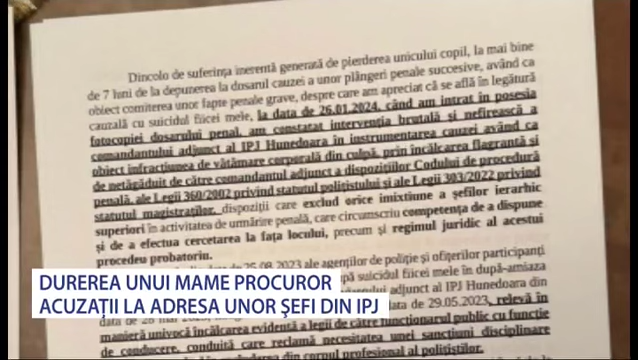 Dincolo de suferința inerentă generată de pierderea unicului copil, la mai bine
de 7 luni de la depunerea la dosarul cauzei a unor plângeri penale succesive, având ca
obiect comiterea unor fapte penale grave, despre care am apreciat că se află în legătură
cauzală cu suicidul fiicei mele, la data de 26.01.2024, când am intrat în posesia
fotocopiei dosarului penal, am constatat intervenția brutală și nefirească a
comandantului adjunct al IPJ Hunedoara în instrumentarea cauzei având ca
obiect infracțiunea de vătămare corporală din culpă, prin încălcarea flagrantă și
de netăgăduit de către comandantul adjunct a dispozițiilor Codului de procedură
penală, ale Legii 360/2002 privind statutul polițistului și ale Legii 303/2022 privind
statutul magistraților, dispoziții care exclud orice imixtiune a șefilor ierarhic
superiori în activitatea de urmărire penală, care circumscriu competența de a dispune
și de a efectua cercetarea la fața locului, precum și regimul juridic al acestui
procedeu probatoriu.
25.08.2023 ale agenților de poliție și ofițerilor participanți
după suicidul fiicei mele în după-amiaza
adjunct al IPJ Hunedoara din
data de 29.05.2023, relevă în
manieră univocă încălcarea evidentă a legii de către funcționarul public cu funcție
de conducere, conduită care reclamă necesitatea unei sancțiuni disciplinare
din corpul profesional al polițiștilor.
DUREREA UNUI MAME PROCUROR
ACUZAȚII LA ADRESA UNOR ȘEFI DIN IPJ